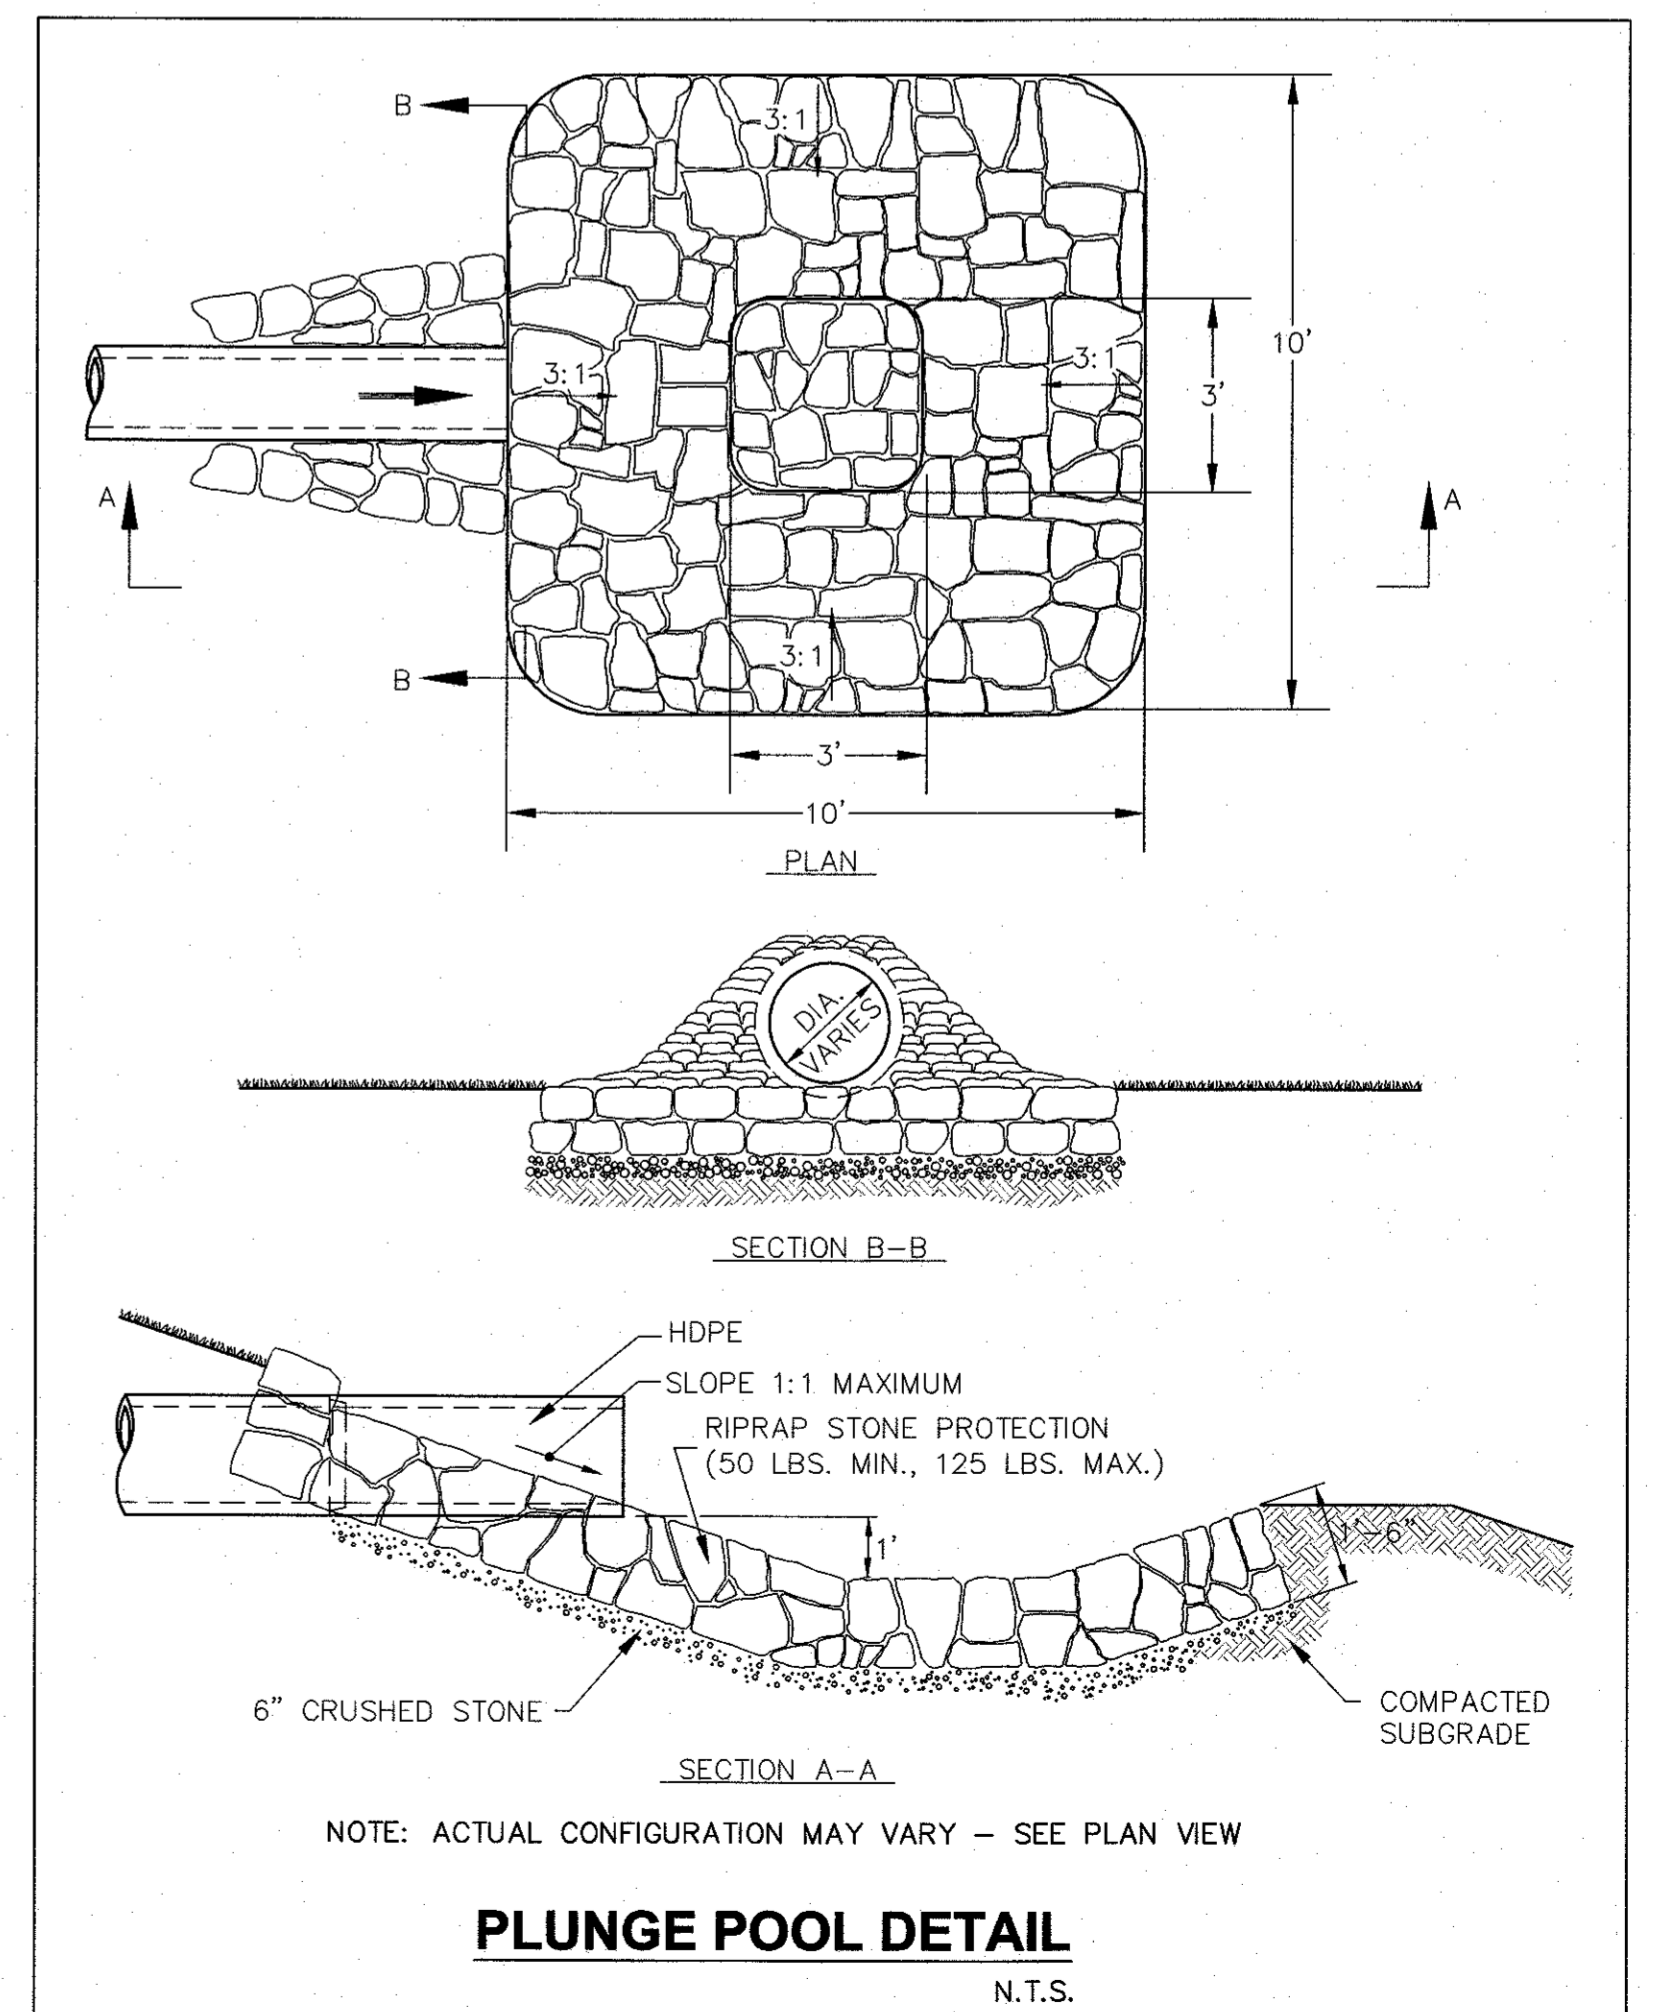 B
3:1
10'
3:1
3:1
3'
A
A
3:1
B
3'
10'
PLAN
DIA.
VARIES
SECTION B-B
HDPE
SLOPE 1:1 MAXIMUM
RIPRAP STONE PROTECTION
(50 LBS. MIN., 125 LBS. MAX.)
1'
1'-6"
6" CRUSHED STONE
COMPACTED
SUBGRADE
SECTION A-A
NOTE: ACTUAL CONFIGURATION MAY VARY – SEE PLAN VIEW
PLUNGE POOL DETAIL
N.T.S.